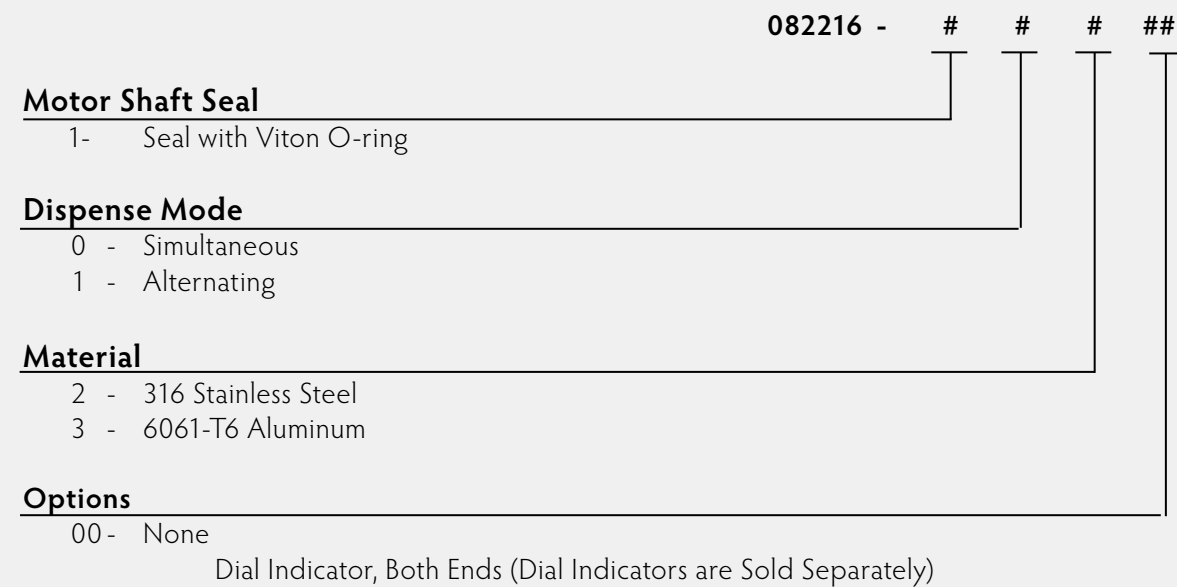 082216 - # # # ##
Motor Shaft Seal
1- Seal with Viton O-ring
Dispense Mode
0 - Simultaneous
1 - Alternating
Material
2 - 316 Stainless Steel
3 - 6061-T6 Aluminum
Options
00 - None
Dial Indicator, Both Ends (Dial Indicators are Sold Separately)